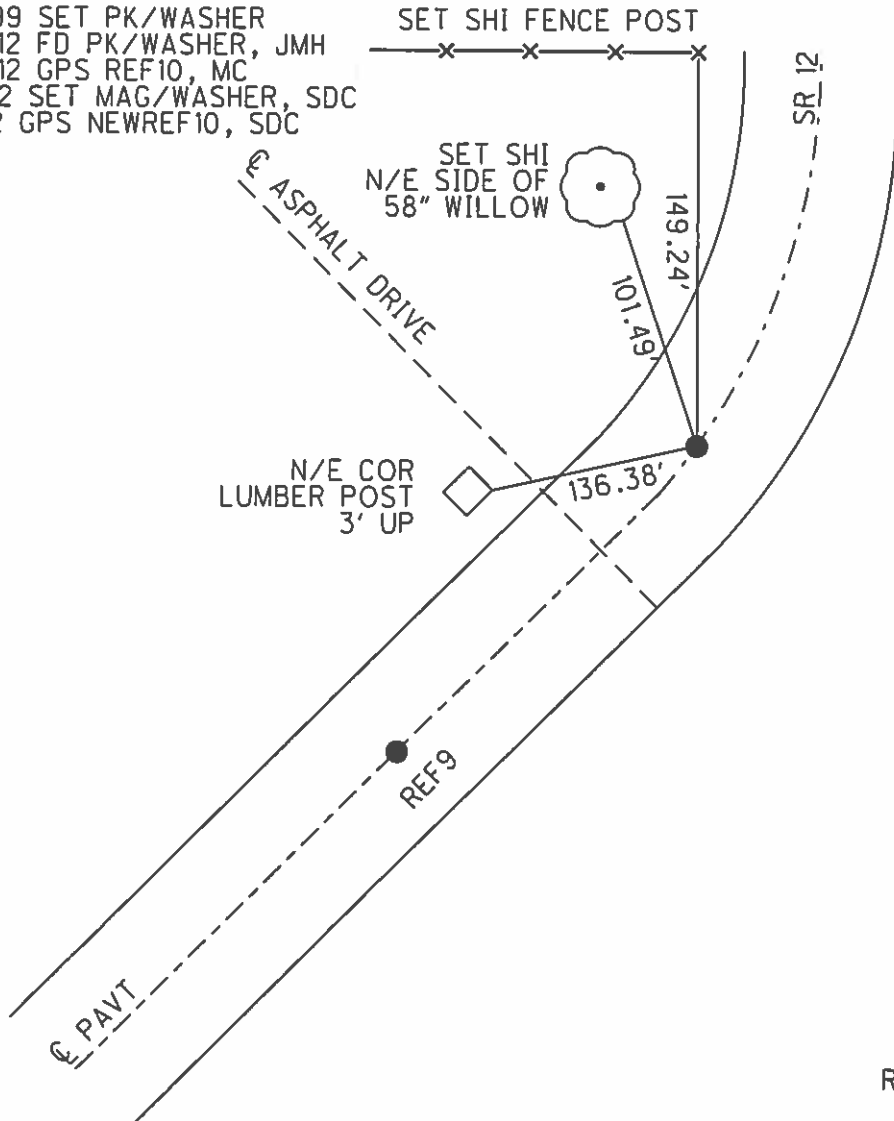 99 SET PK/WASHER
12 FD PK/WASHER, JMH
12 GPS REF10, MC
2 SET MAG/WASHER, SDC
GPS NEWREF10, SDC
SET SHI FENCE POST
SR 12
SET SHI
N/E SIDE OF
58" WILLOW
149.24'
101.49'
℄ ASPHALT DRIVE
N/E COR
LUMBER POST
3' UP
136.38'
REF9
℄ PAVT
R